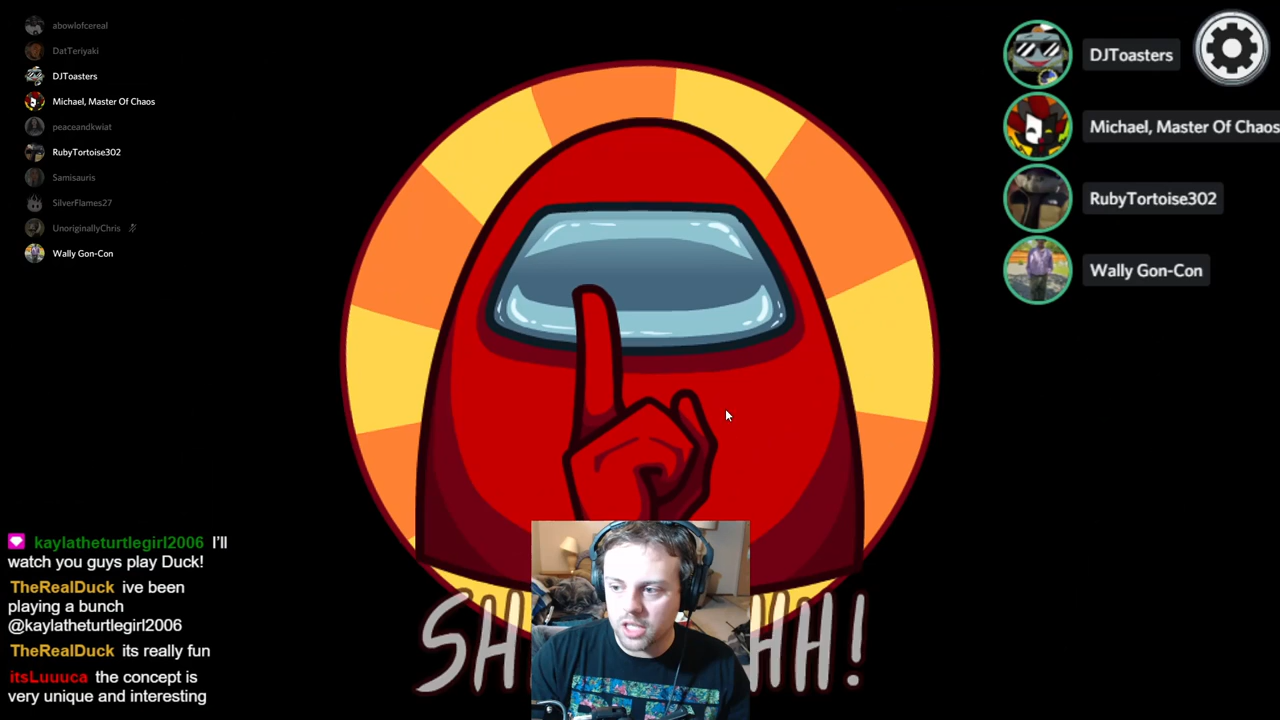 abowlofcereal
DatTeriyaki
DJToasters
Michael, Master Of Chaos
peaceandkwiat
RubyTortoise302
Samisauris
SilverFlames27
UnoriginallyChris
Wally Gon-Con
DJToasters
Michael, Master Of Chaos
RubyTortoise302
Wally Gon-Con
kaylatheturtlegirl2006 I'll
watch you guys play Duck!
TheRealDuck ive been
playing a bunch
@kaylatheturtlegirl2006
TheRealDuck its really fun
itsLuuuca the concept is
very unique and interesting